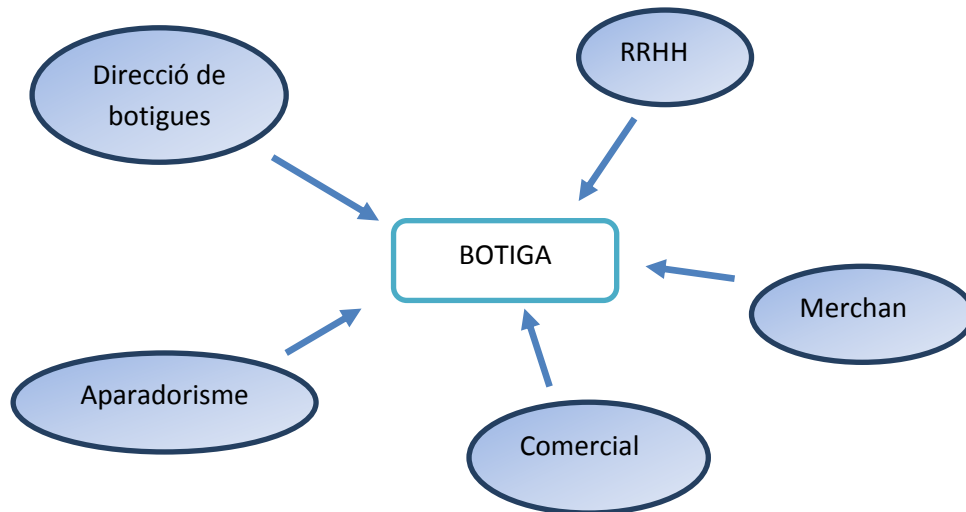 Direcció de
botigues
RRHH
BOTIGA
Merchan
Aparadorisme
Comercial